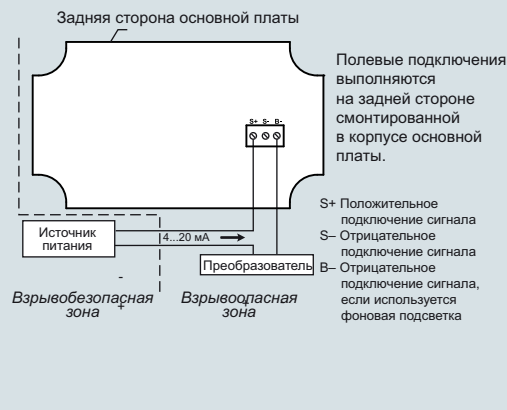 Задняя сторона основной платы
Полевые подключения
выполняются
на задней стороне
смонтированной
в корпусе основной
платы.
S+ S- B-
S+ Положительное
подключение сигнала
S– Отрицательное
подключение сигнала
B– Отрицательное
подключение сигнала,
если используется
фоновая подсветка
Источник
питания
4...20 мА
Преобразователь
-
+
Взрывобезопасная
зона
+
Взрывоопасная
зона